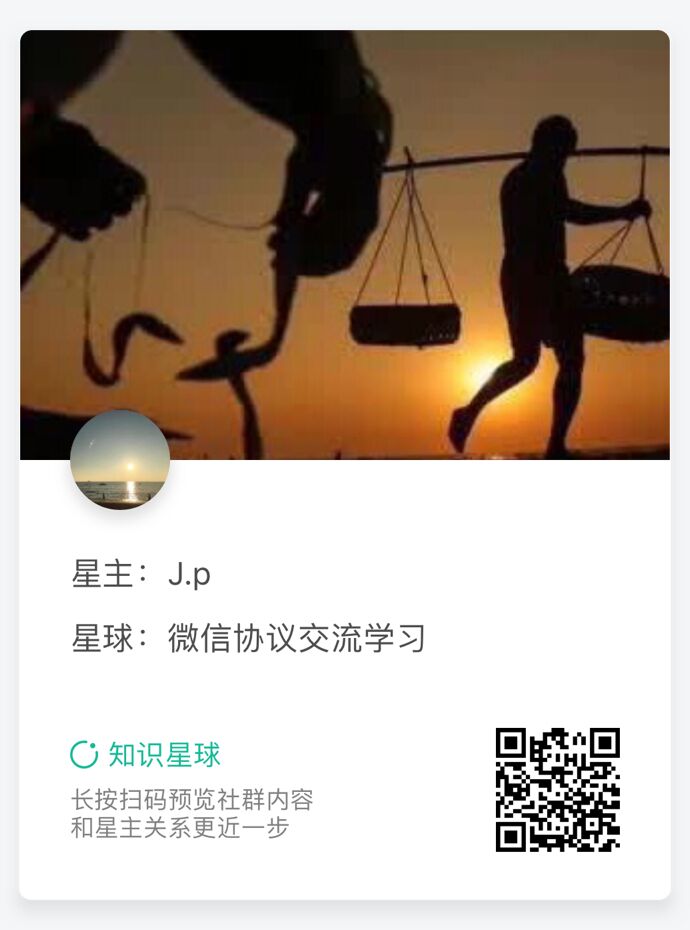 星主：J.p
星球：微信协议交流学习
知识星球
长按扫码预览社群内容
和星主关系更近一步